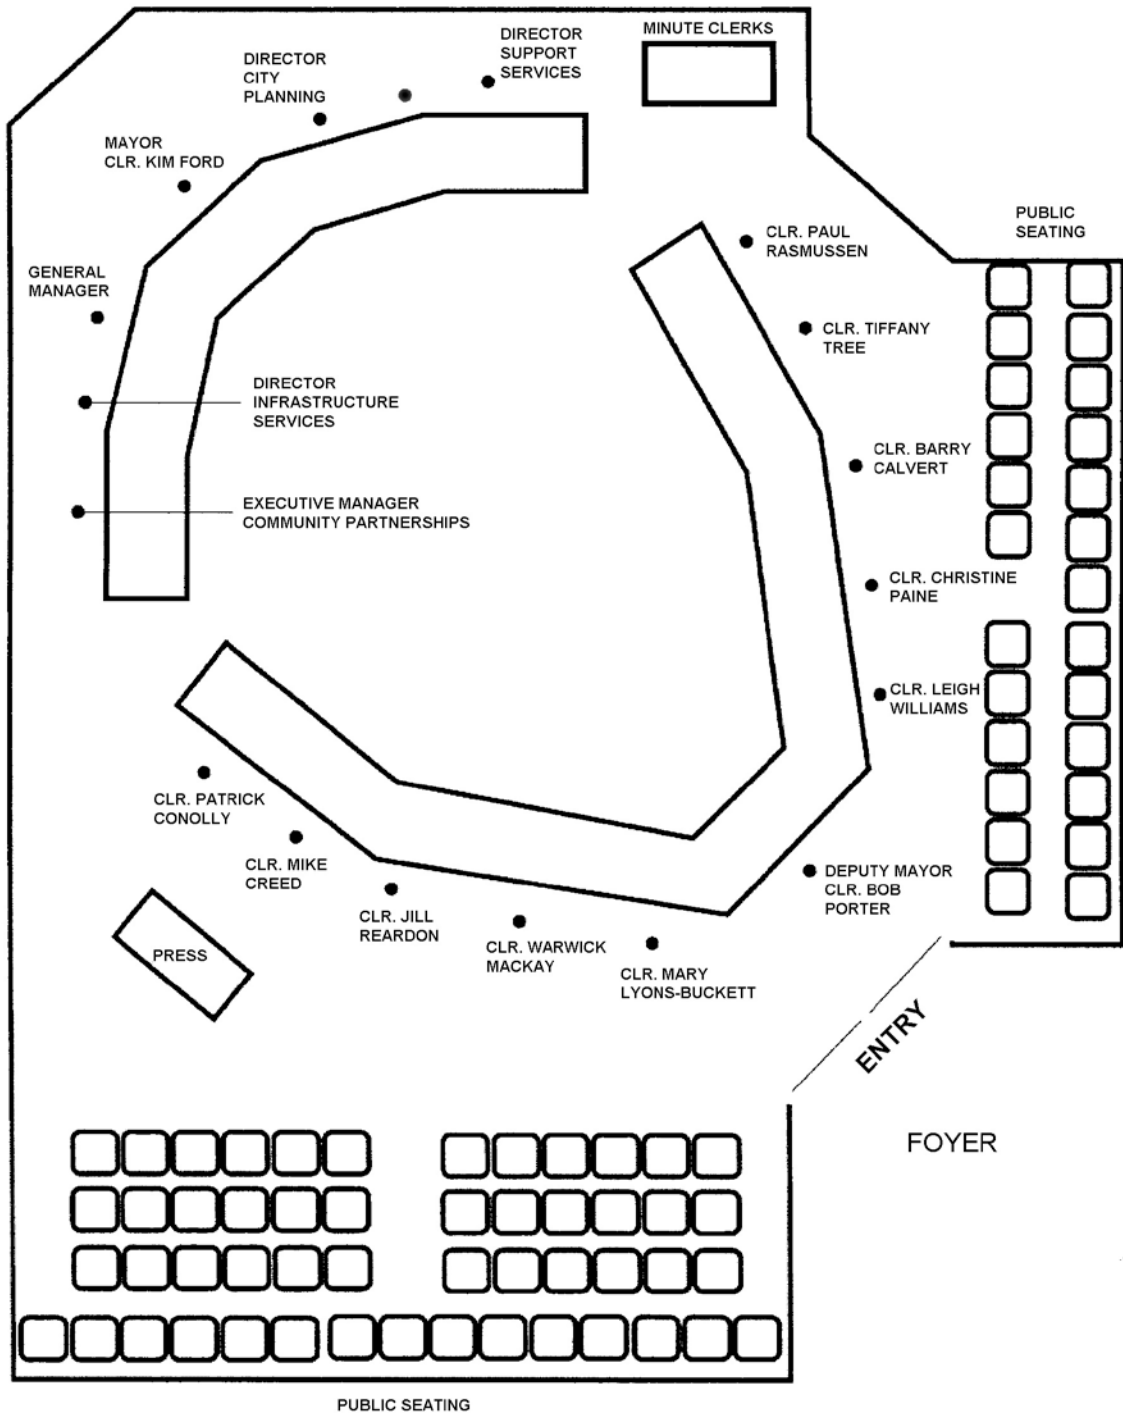 MINUTE CLERKS
DIRECTOR
SUPPORT
SERVICES
DIRECTOR
CITY
PLANNING
MAYOR
CLR. KIM FORD
GENERAL
MANAGER
DIRECTOR
INFRASTRUCTURE
SERVICES
EXECUTIVE MANAGER
COMMUNITY PARTNERSHIPS
CLR. PAUL
RASMUSSEN
PUBLIC
SEATING
CLR. TIFFANY
TREE
CLR. BARRY
CALVERT
CLR. CHRISTINE
PAINE
CLR. LEIGH
WILLIAMS
DEPUTY MAYOR
CLR. BOB
PORTER
CLR. PATRICK
CONOLLY
CLR. MIKE
CREED
CLR. JILL
REARDON
CLR. WARWICK
MACKAY
CLR. MARY
LYONS-BUCKETT
PRESS
ENTRY
FOYER
PUBLIC SEATING